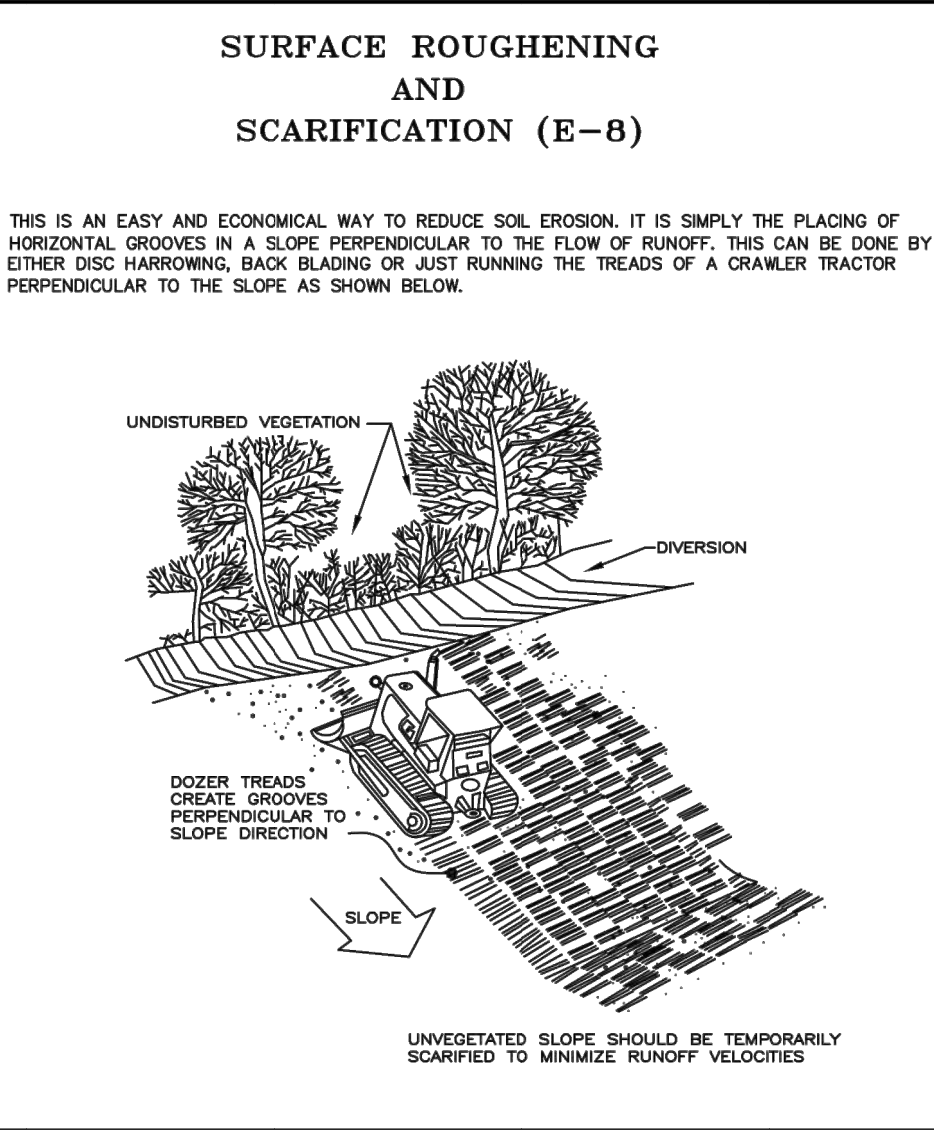 SURFACE ROUGHENING
AND
SCARIFICATION (E-8)
THIS IS AN EASY AND ECONOMICAL WAY TO REDUCE SOIL EROSION. IT IS SIMPLY THE PLACING OF
HORIZONTAL GROOVES IN A SLOPE PERPENDICULAR TO THE FLOW OF RUNOFF. THIS CAN BE DONE BY
EITHER DISC HARROWING, BACK BLADING OR JUST RUNNING THE TREADS OF A CRAWLER TRACTOR
PERPENDICULAR TO THE SLOPE AS SHOWN BELOW.
UNDISTURBED VEGETATION
DIVERSION
DOZER TREADS
CREATE GROOVES
PERPENDICULAR TO
SLOPE DIRECTION
SLOPE
UNVEGETATED SLOPE SHOULD BE TEMPORARILY
SCARIFIED TO MINIMIZE RUNOFF VELOCITIES